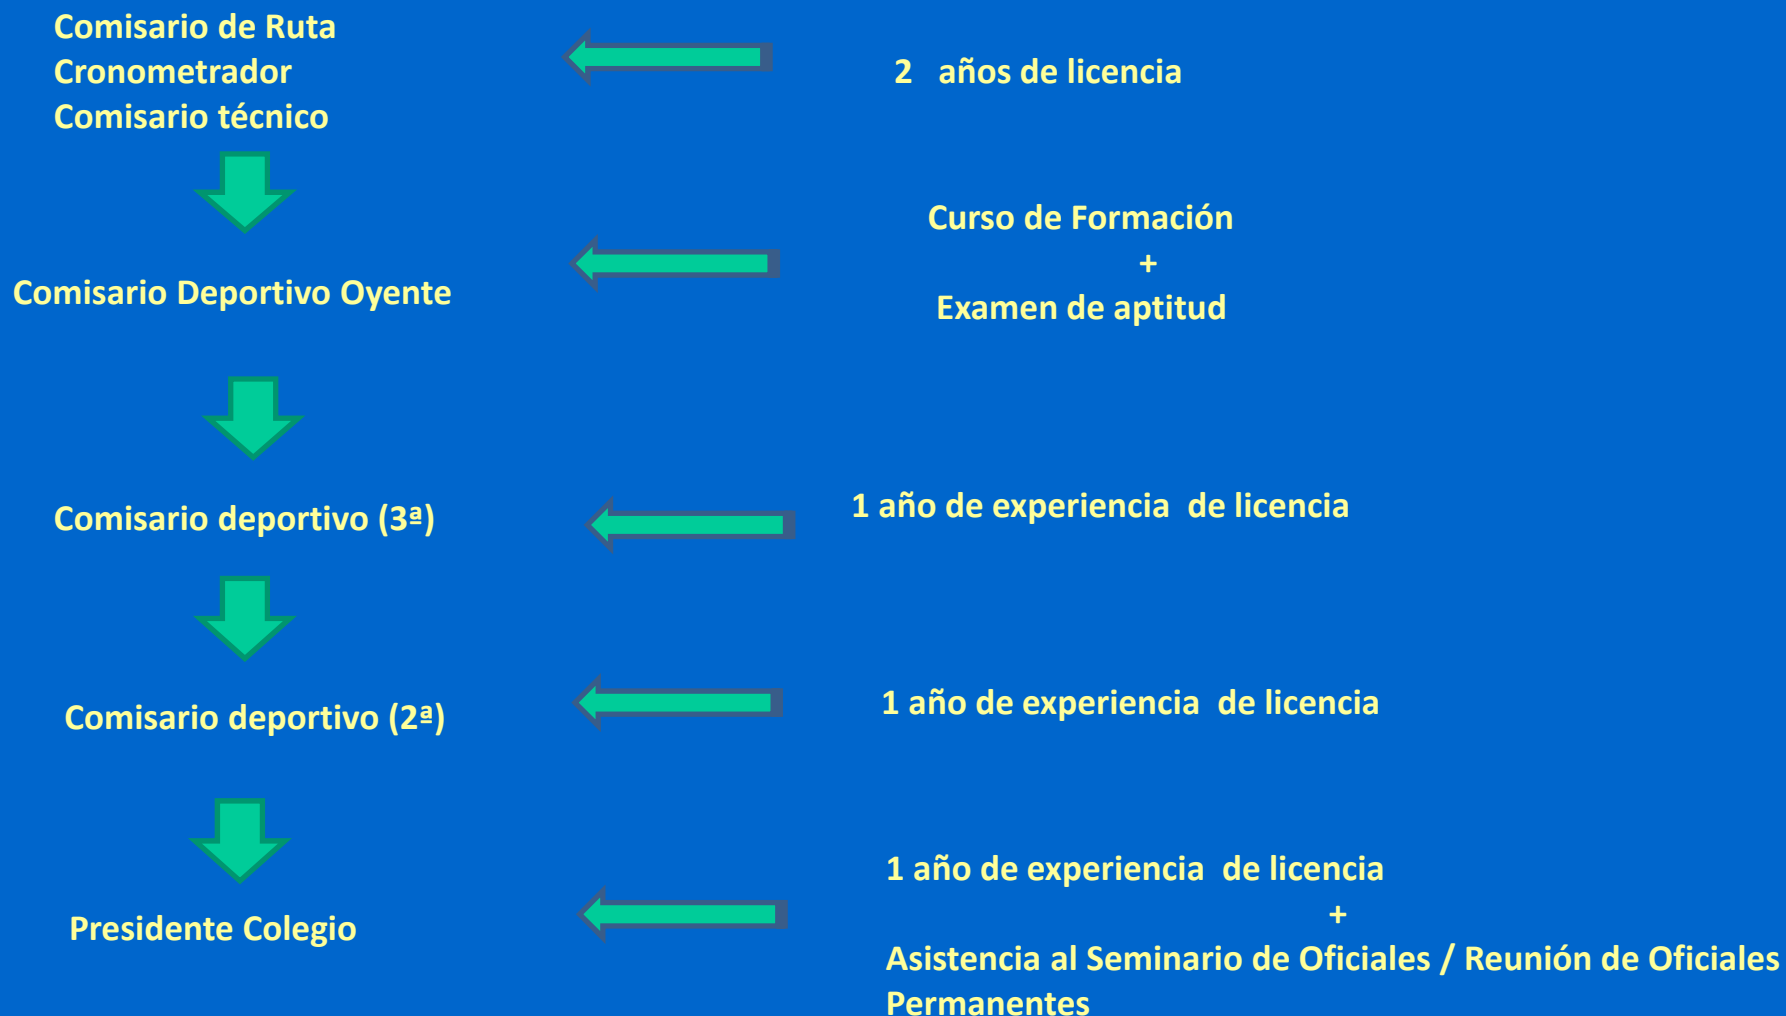 Comisario de Ruta
Cronometrador
Comisario técnico
2 años de licencia
Comisario Deportivo Oyente
Curso de Formación
+
Examen de aptitud
Comisario deportivo (3ª)
1 año de experiencia de licencia
Comisario deportivo (2ª)
1 año de experiencia de licencia
Presidente Colegio
1 año de experiencia de licencia
+
Asistencia al Seminario de Oficiales / Reunión de Oficiales
Permanentes